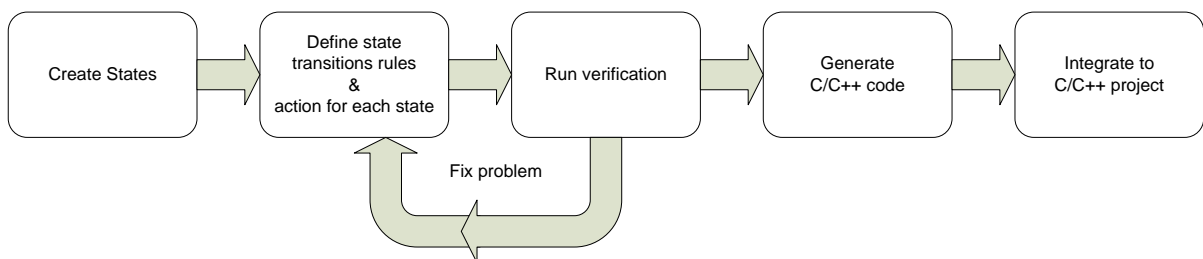 Create States
Define state
transitions rules
&
action for each state
Run verification
Generate
C/C++ code
Integrate to
C/C++ project
Fix problem